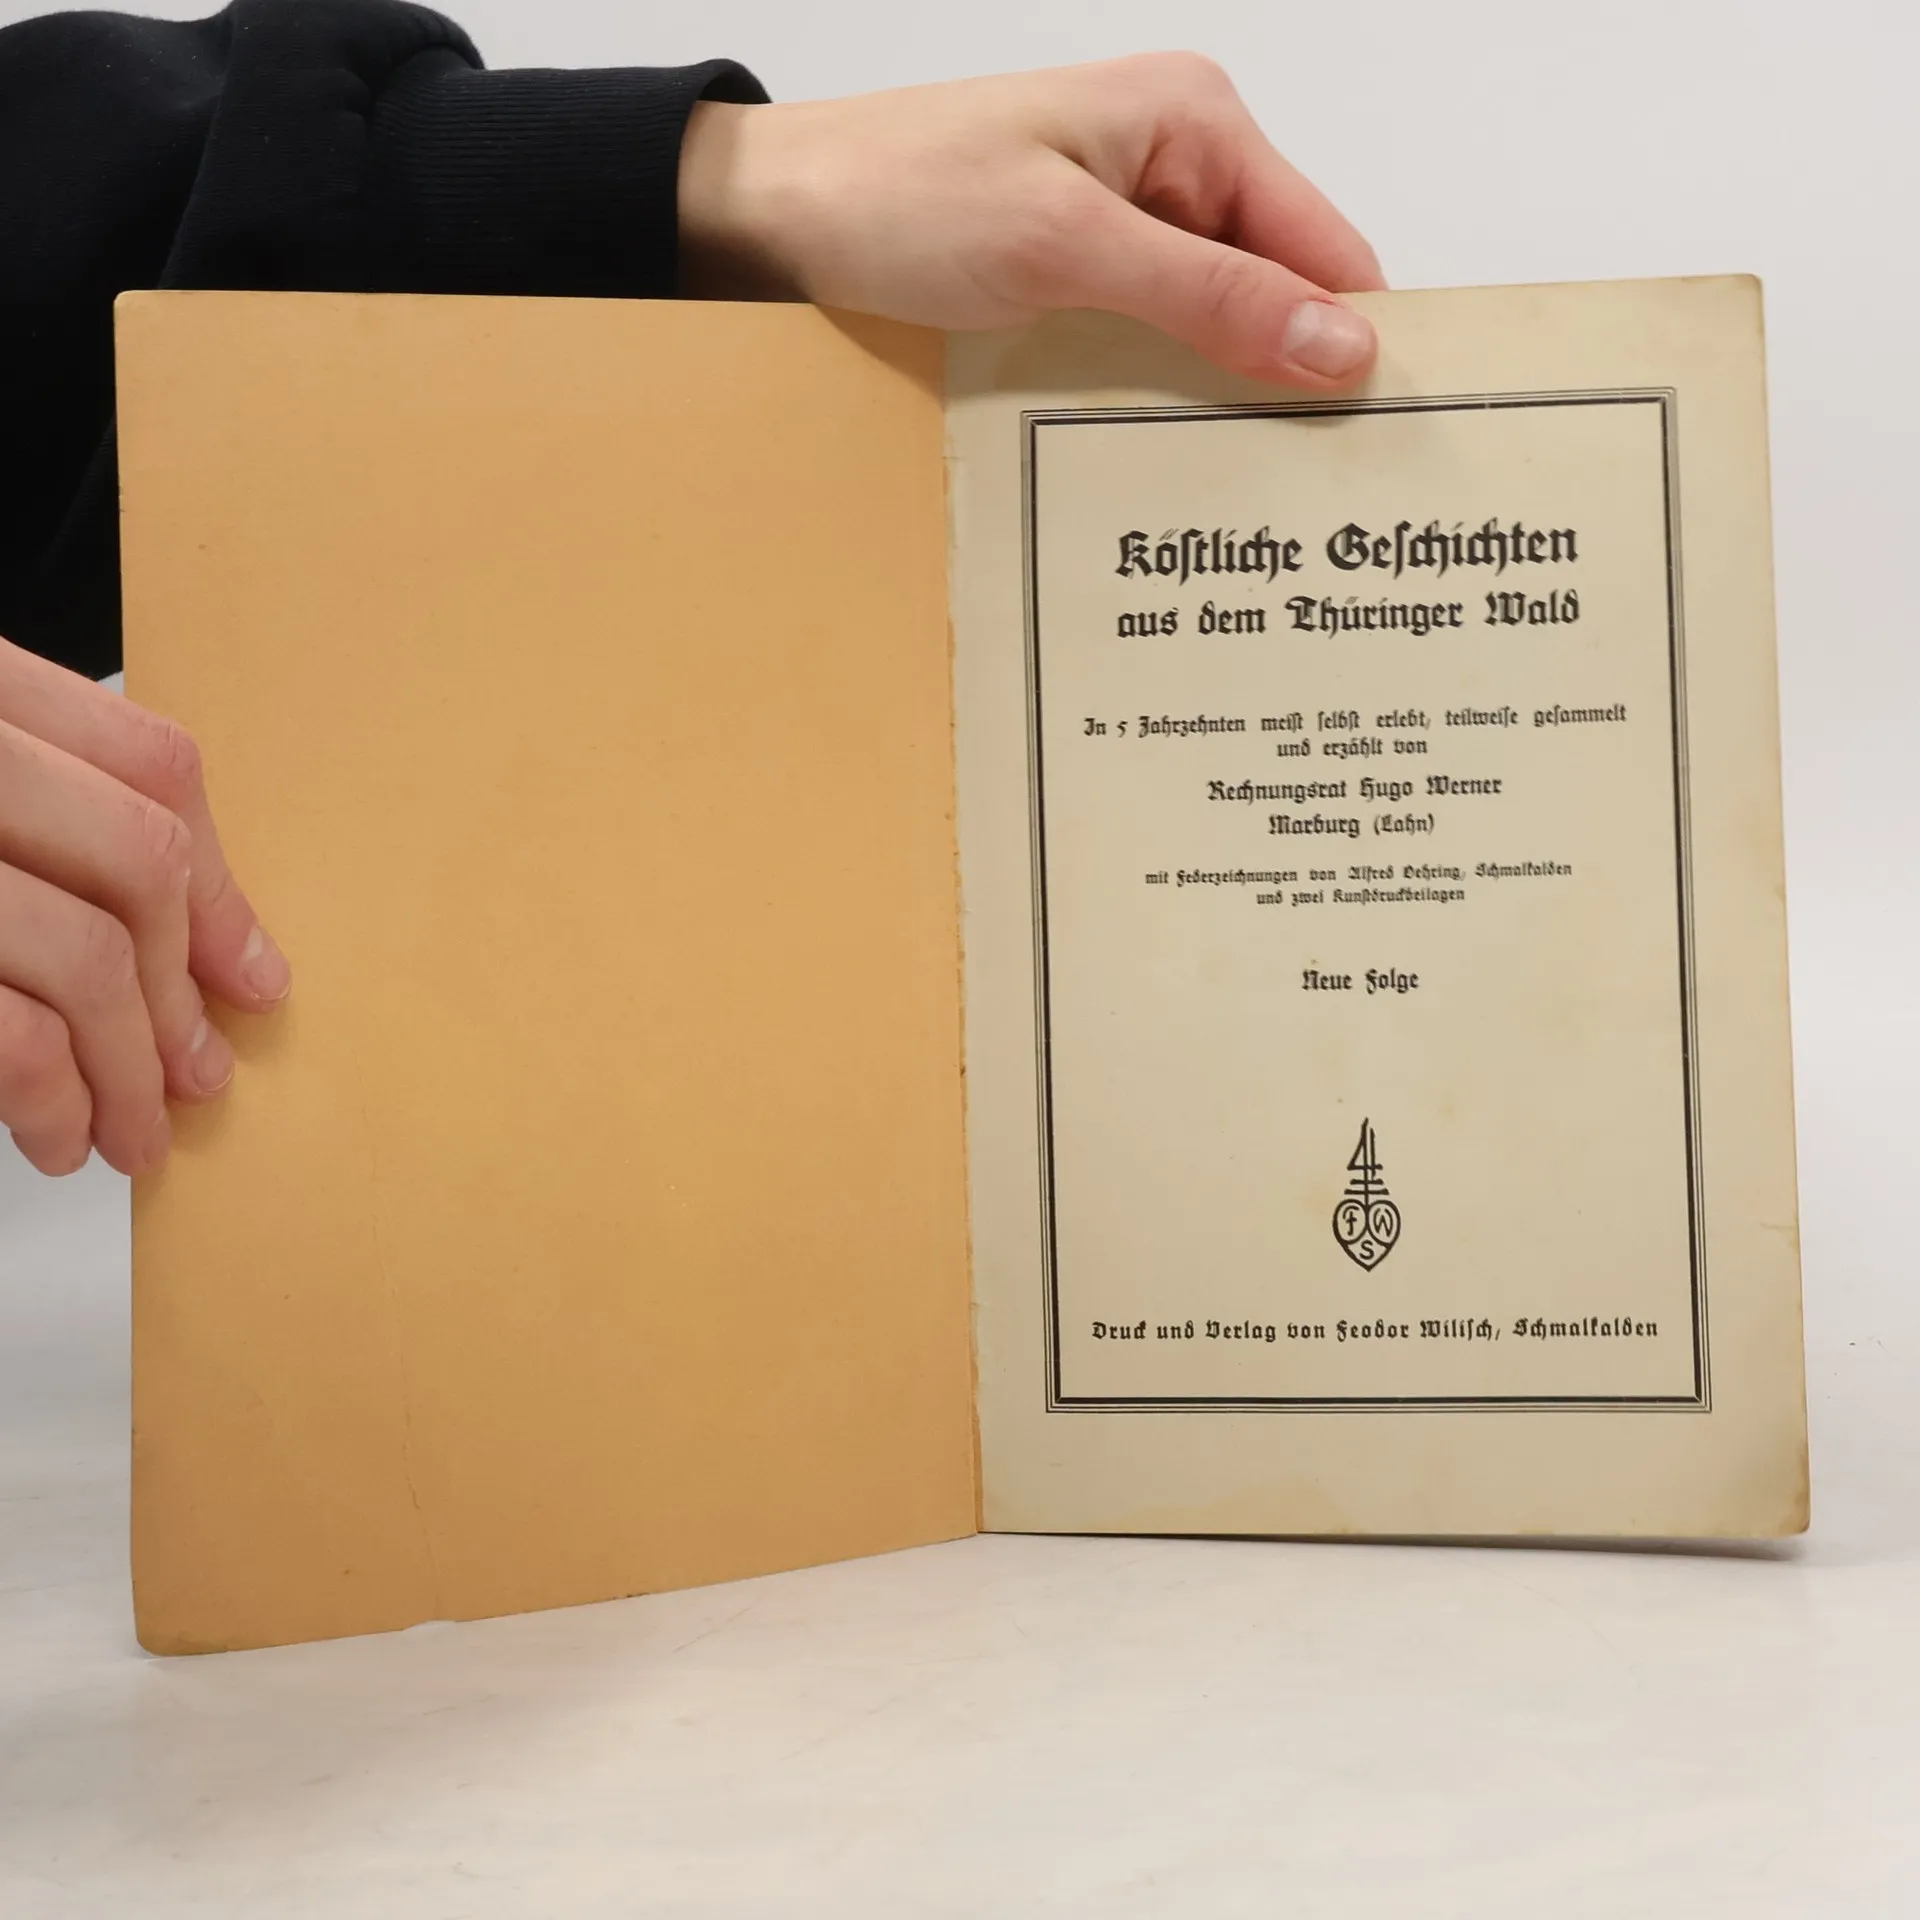 Köſtliche Geſchichten
aus dem Thüringer Wald
In 5 Jahrzehnten meiſt ſelbſt erlebt, teilweiſe geſammelt
und erzählt von
Rechnungsrat Hugo Werner
Marburg (Lahn)
mit Federzeichnungen von Alfred Oehring, Schmalkalden
und zwei Kunſtdruckbeilagen
Neue Folge
F W
S
Druck und Verlag von Feodor Wiliſch, Schmalkalden